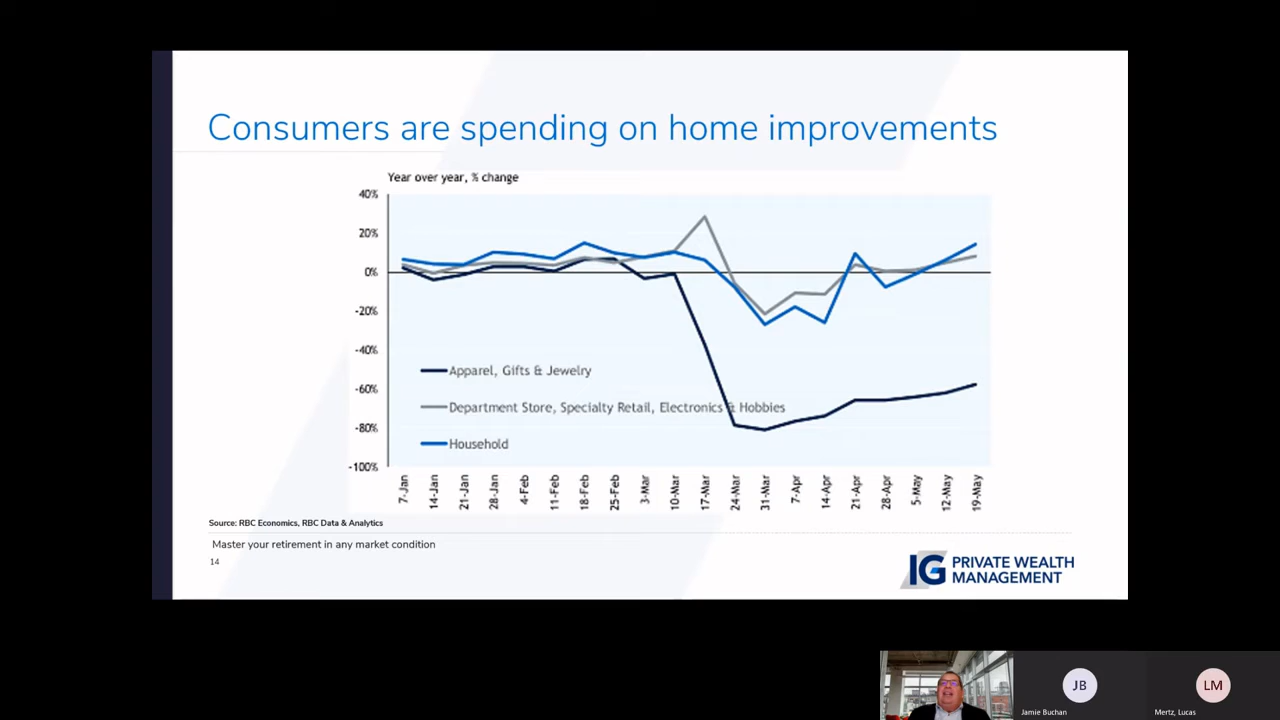 Consumers are spending on home improvements
Year over year, % change
40%
20%
0%
-20%
-40%
-60%
-80%
-100%
Apparel, Gifts & Jewelry
Department Store, Specialty Retail, Electronics & Hobbies
Household
7-Jan
14-Jan
21-Jan
28-Jan
4-Feb
11-Feb
18-Feb
25-Feb
3-Mar
10-Mar
17-Mar
24-Mar
31-Mar
7-Apr
14-Apr
21-Apr
28-Apr
5-May
12-May
19-May
Source: RBC Economics, RBC Data & Analytics
Master your retirement in any market condition
14
IG PRIVATE WEALTH
MANAGEMENT
JB
LM
Jamie Buchan
Mertz, Lucas